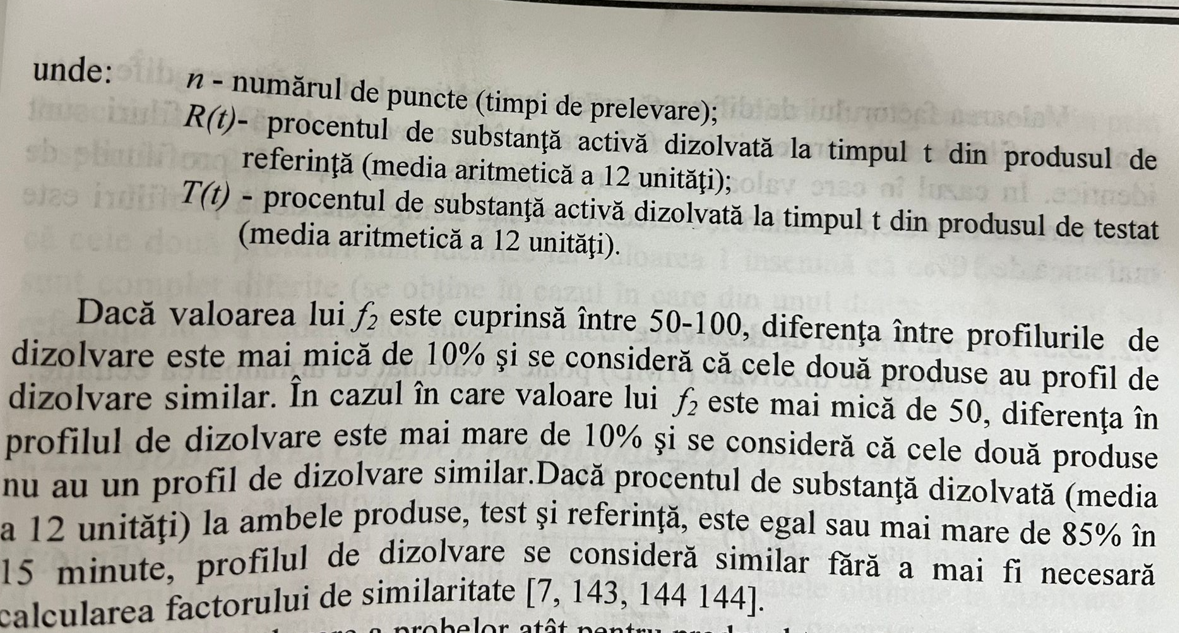 unde: n - numărul de puncte (timpi de prelevare);
R(t)- procentul de substanţă activă dizolvată la timpul t din produsul de
referinţă (media aritmetică a 12 unităţi);
T(t) - procentul de substanţă activă dizolvată la timpul t din produsul de testat
(media aritmetică a 12 unităţi).
Dacă valoarea lui f₂ este cuprinsă între 50-100, diferenţa între profilurile de
dizolvare este mai mică de 10% şi se consideră că cele două produse au profil de
dizolvare similar. În cazul în care valoare lui f₂ este mai mică de 50, diferenţa în
profilul de dizolvare este mai mare de 10% şi se consideră că cele două produse
nu au un profil de dizolvare similar.Dacă procentul de substanţă dizolvată (media
a 12 unităţi) la ambele produse, test şi referinţă, este egal sau mai mare de 85% în
15 minute, profilul de dizolvare se consideră similar fără a mai fi necesară
calcularea factorului de similaritate [7, 143, 144 144].
probelor atât